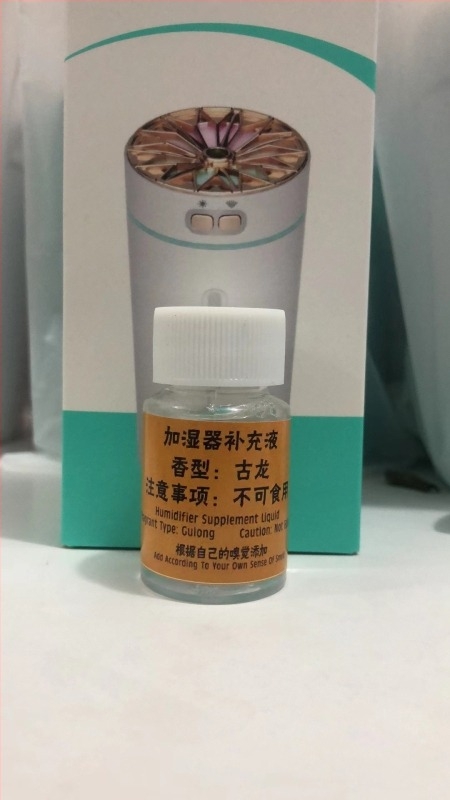 加湿器补充液
香型：古龙
注意事项：不可食用
Humidifier Supplement Liquid
Type: Gulong Caution:
根据自己的嗅觉添加
Add According To Your Own Sense Of